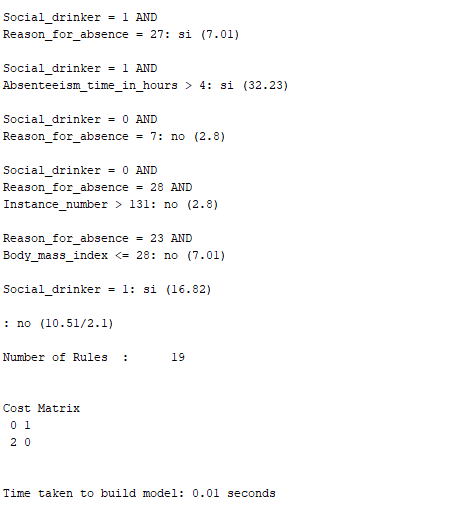 Social_drinker = 1 AND
Reason_for_absence = 27: si (7.01)
Social_drinker = 1 AND
Absenteeism_time_in_hours > 4: si (32.23)
Social_drinker = 0 AND
Reason_for_absence = 7: no (2.8)
Social_drinker = 0 AND
Reason_for_absence = 28 AND
Instance_number > 131: no (2.8)
Reason_for_absence = 23 AND
Body_mass_index <= 28: no (7.01)
Social_drinker = 1: si (16.82)
: no (10.51/2.1)
Number of Rules  :      19
Cost Matrix
0 1
2 0
Time taken to build model: 0.01 seconds